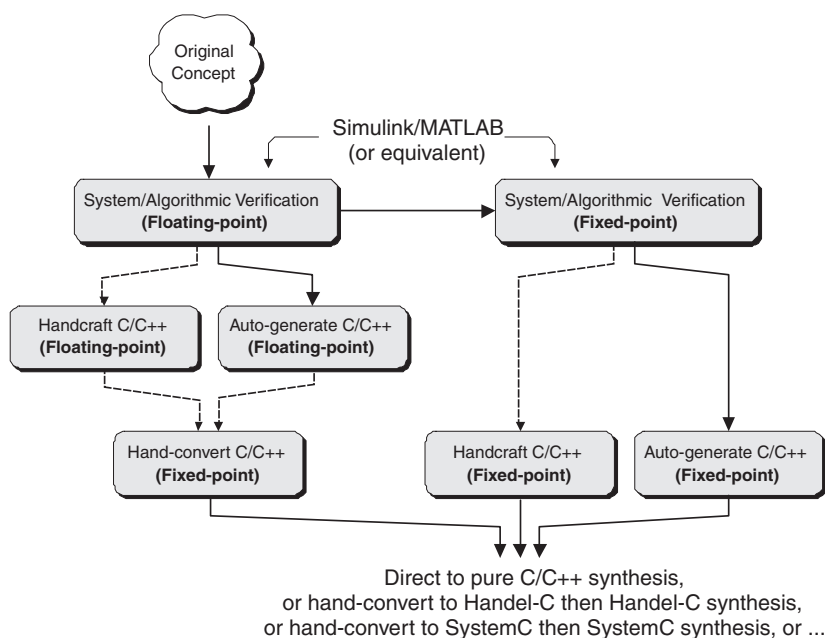 Original
Concept
Simulink/MATLAB
(or equivalent)
System/Algorithmic Verification
(Floating-point)
System/Algorithmic Verification
(Fixed-point)
Handcraft C/C++
(Floating-point)
Auto-generate C/C++
(Floating-point)
Hand-convert C/C++
(Fixed-point)
Handcraft C/C++
(Fixed-point)
Auto-generate C/C++
(Fixed-point)
Direct to pure C/C++ synthesis,
or hand-convert to Handel-C then Handel-C synthesis,
or hand-convert to SystemC then SystemC synthesis, or ...